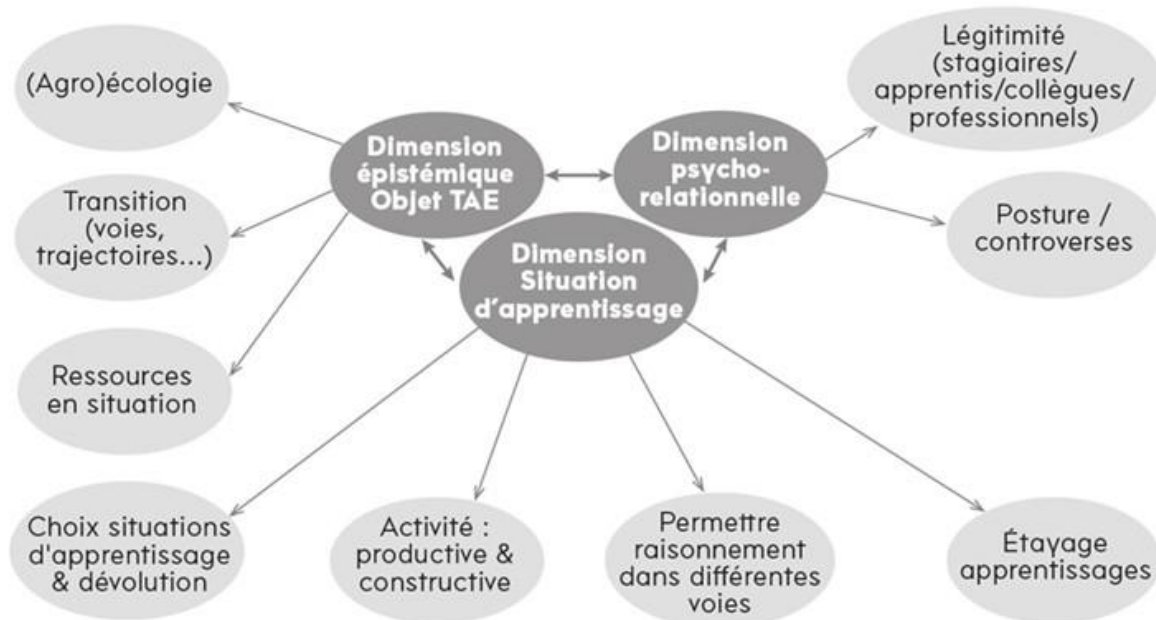 (Agro)écologie
Légitimité
(stagiaires/
apprentis/collègues/
professionnels)
Dimension
épistémique
Objet TAE
Dimension
psycho-
relationnelle
Transition
(voies,
trajectoires...)
Posture /
controverses
Dimension
Situation
d'apprentissage
Ressources
en situation
Choix situations
d'apprentissage
& dévolution
Activité :
productive &
constructive
Permettre
raisonnement
dans différentes
voies
Étayage
apprentissages